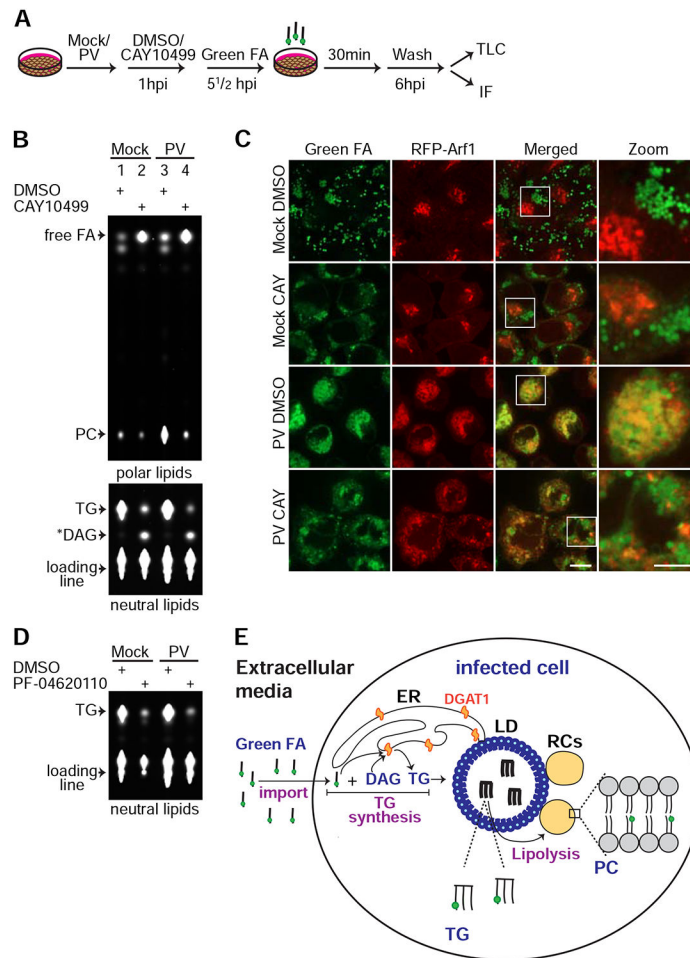 A
Mock/
PV
DMSO/
CAY10499
1hpi
Green FA
5 1/2 hpi
30min
Wash
6hpi
TLC
IF
B
Mock PV
1 2 3 4
DMSO + +
CAY10499 + +
free FA
PC
polar lipids
TG
*DAG
loading
line
neutral lipids
C
Green FA RFP-Arf1 Merged Zoom
Mock DMSO
Mock CAY
PV DMSO
PV CAY
D
Mock PV
DMSO + +
PF-04620110 + +
TG
loading
line
neutral lipids
E
Extracellular
media
infected cell
ER
DGAT1
LD
RCs
Green FA
import
+ DAG TG
TG
synthesis
Lipolysis
PC
TG